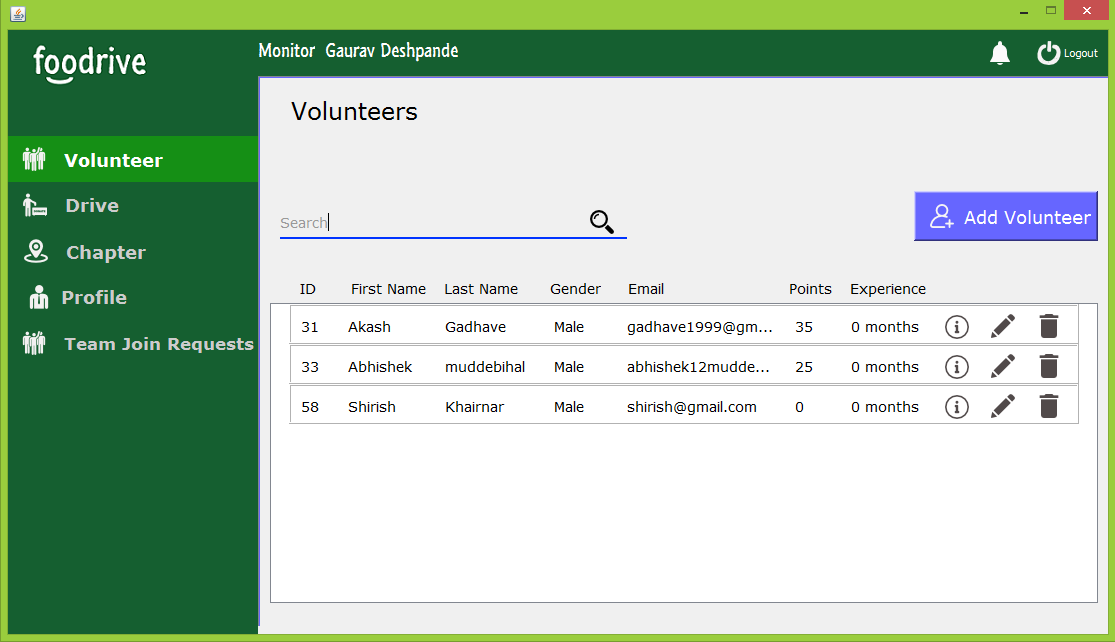 foodrive
Monitor Gaurav Deshpande
Logout
Volunteer
Drive
Chapter
Profile
Team Join Requests
Volunteers
Search
Add Volunteer
ID First Name Last Name Gender Email Points Experience
31 Akash Gadhave Male gadhave1999@gm... 35 0 months
33 Abhishek muddebihal Male abhishek12mudde... 25 0 months
58 Shirish Khairnar Male shirish@gmail.com 0 0 months